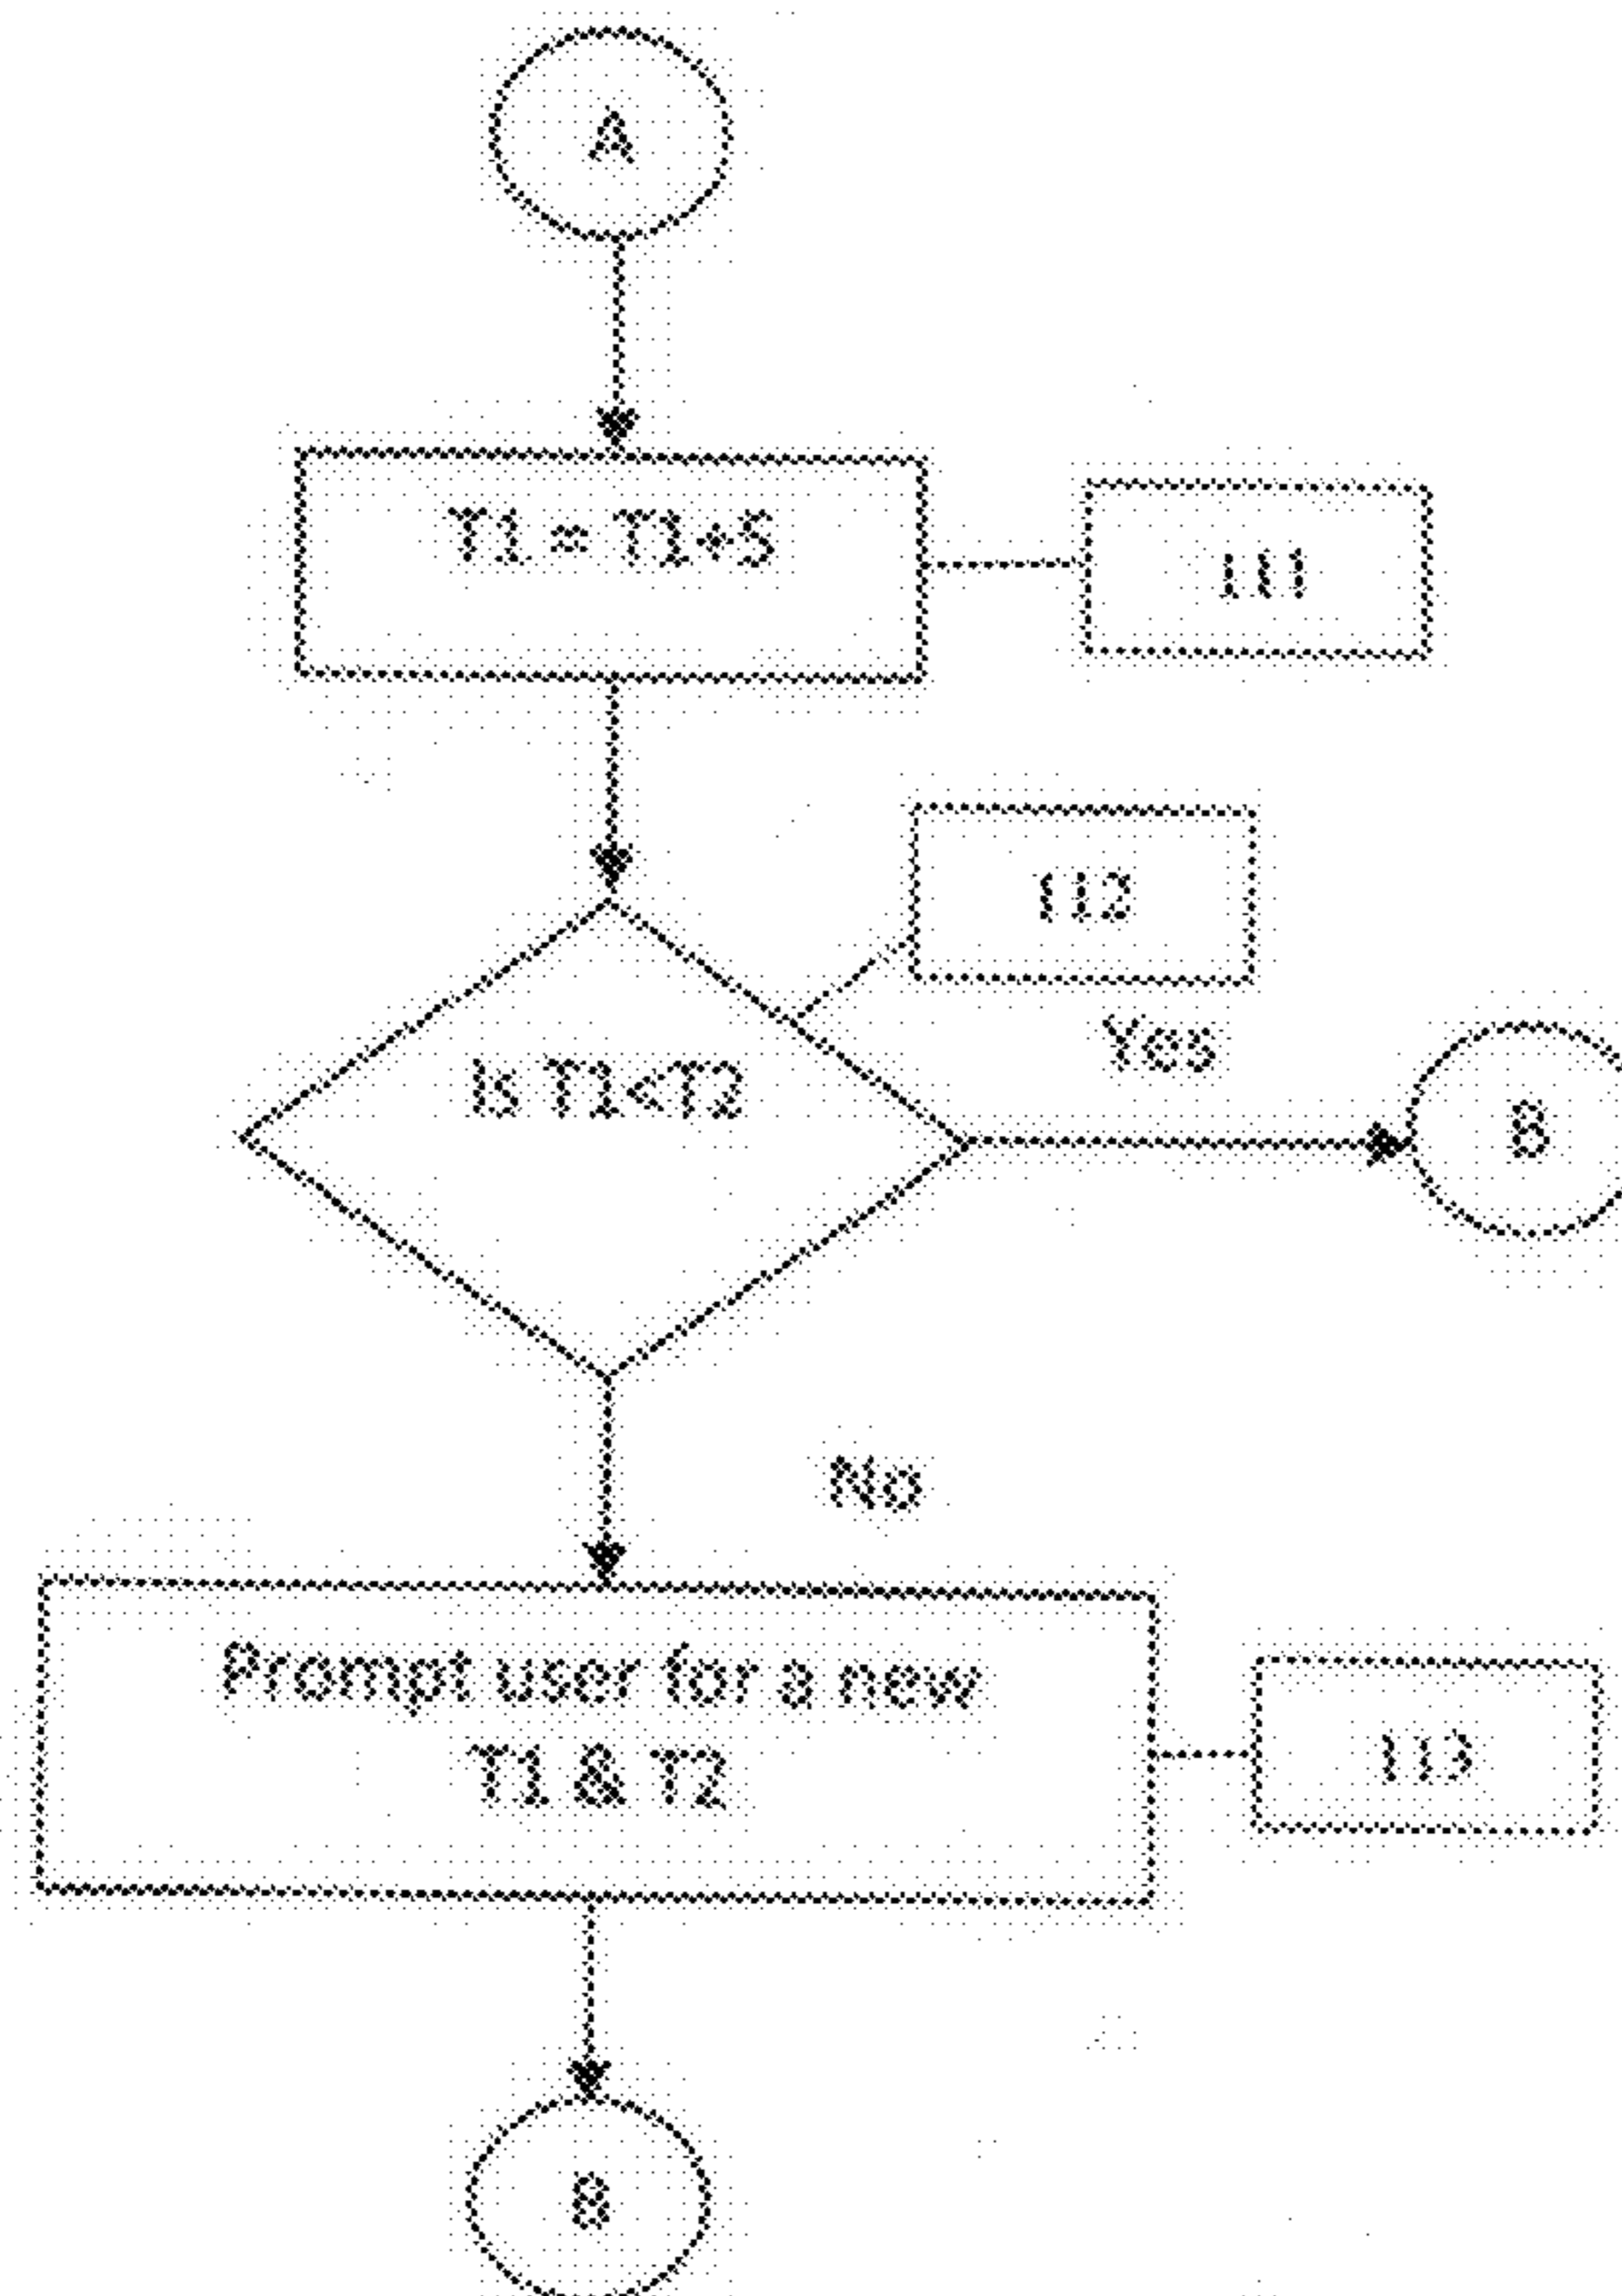 A
T1 = T1+5
111
112
Is T1<T2
Yes
B
No
Prompt user for a new
T1 & T2
113
B